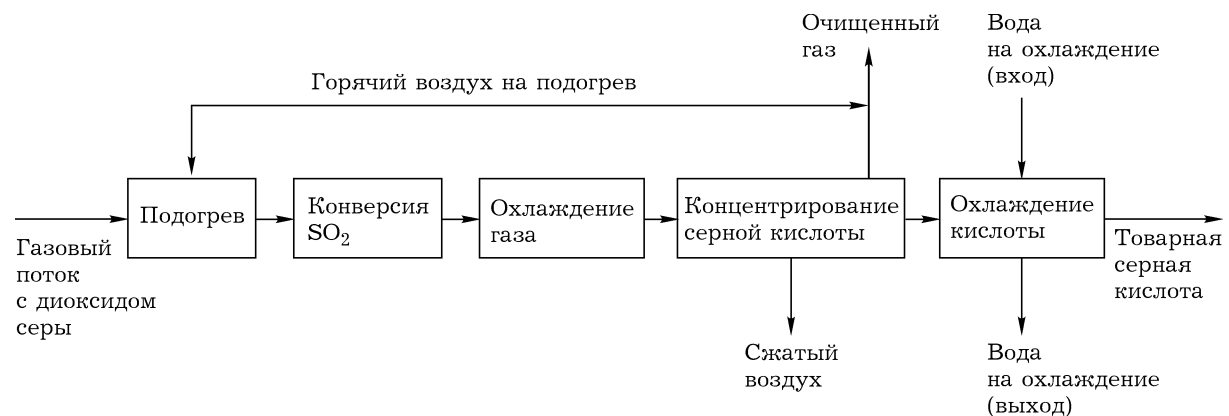 Очищенный
газ
Вода
на охлаждение
(вход)
Горячий воздух на подогрев
Подогрев
Конверсия
SO₂
Охлаждение
газа
Концентрирование
серной кислоты
Охлаждение
кислоты
Газовый
поток
с диоксидом
серы
Товарная
серная
кислота
Сжатый
воздух
Вода
на охлаждение
(выход)